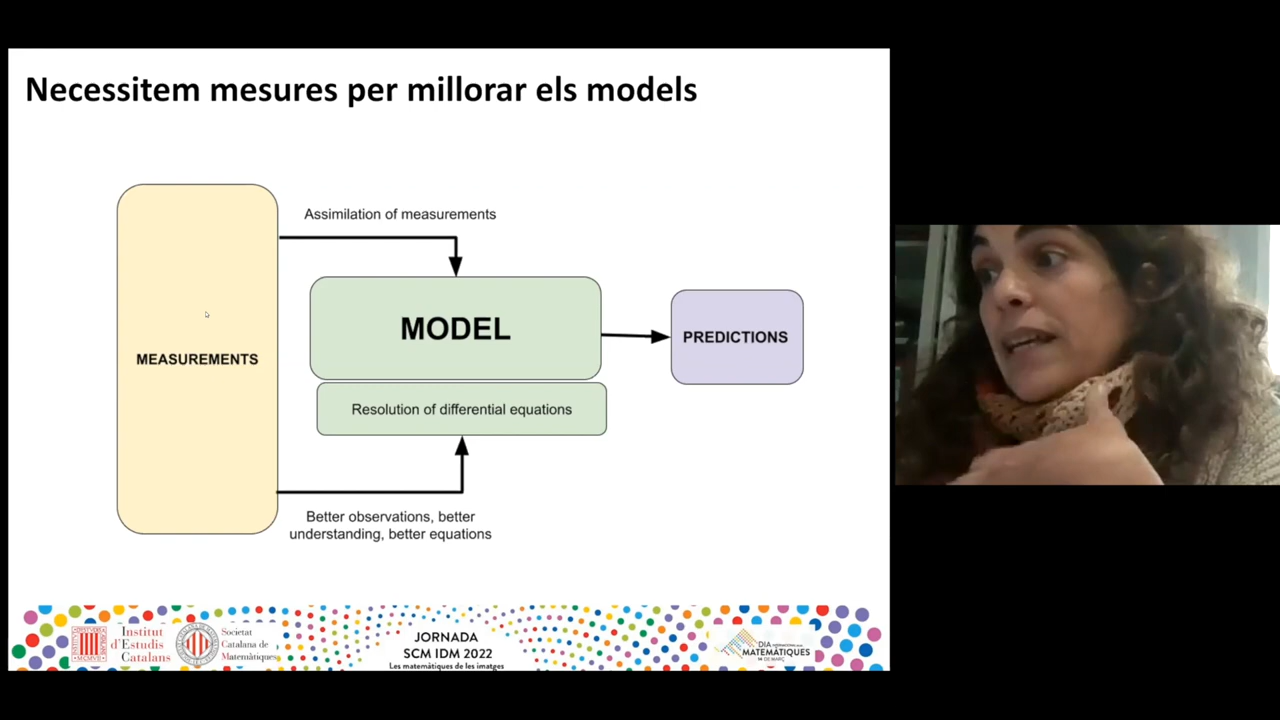 Necessitem mesures per millorar els models
Assimilation of measurements
MODEL
MEASUREMENTS
PREDICTIONS
Resolution of differential equations
Better observations, better
understanding, better equations
Institut
d'Estudis
Catalans
Societat
Catalana de
Matemàtiques
JORNADA
SCM IDM 2022
Les matemàtiques de les imatges
DIA
MATEMÀTIQUES
14 DE MARÇ